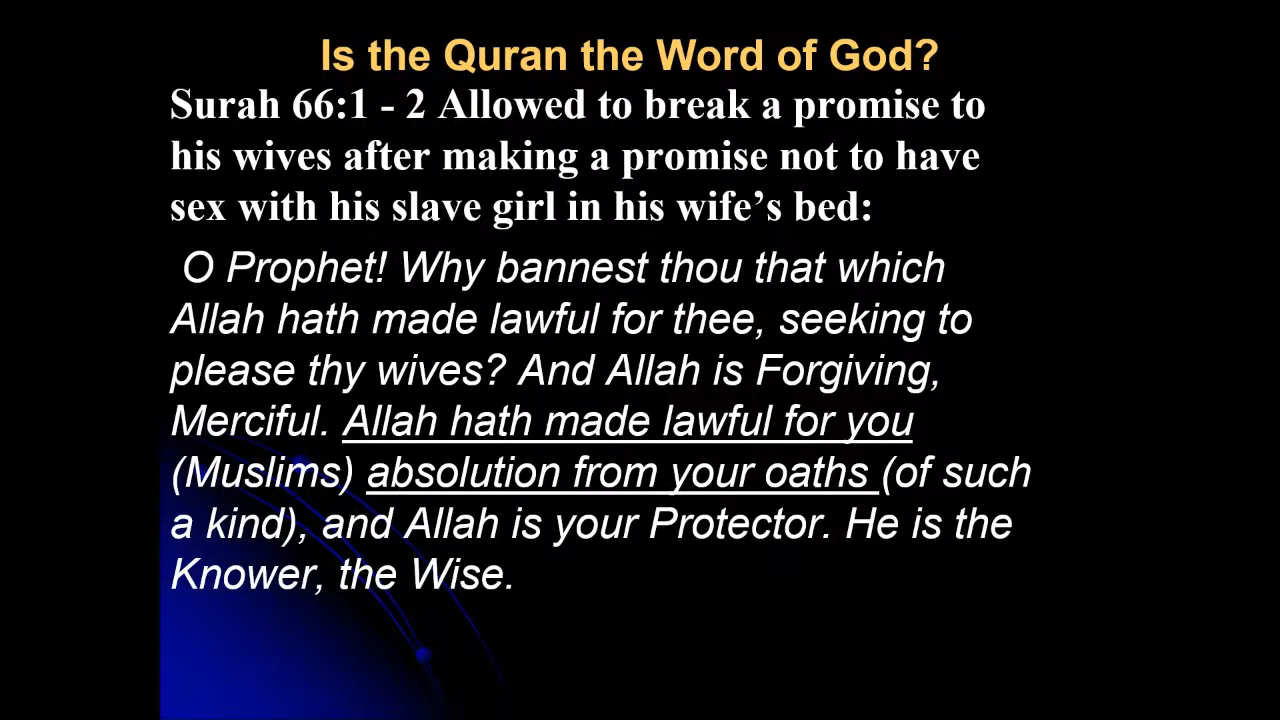 Is the Quran the Word of God?
Surah 66:1 - 2 Allowed to break a promise to
his wives after making a promise not to have
sex with his slave girl in his wife’s bed:
O Prophet! Why bannest thou that which
Allah hath made lawful for thee, seeking to
please thy wives? And Allah is Forgiving,
Merciful. Allah hath made lawful for you
(Muslims) absolution from your oaths (of such
a kind), and Allah is your Protector. He is the
Knower, the Wise.